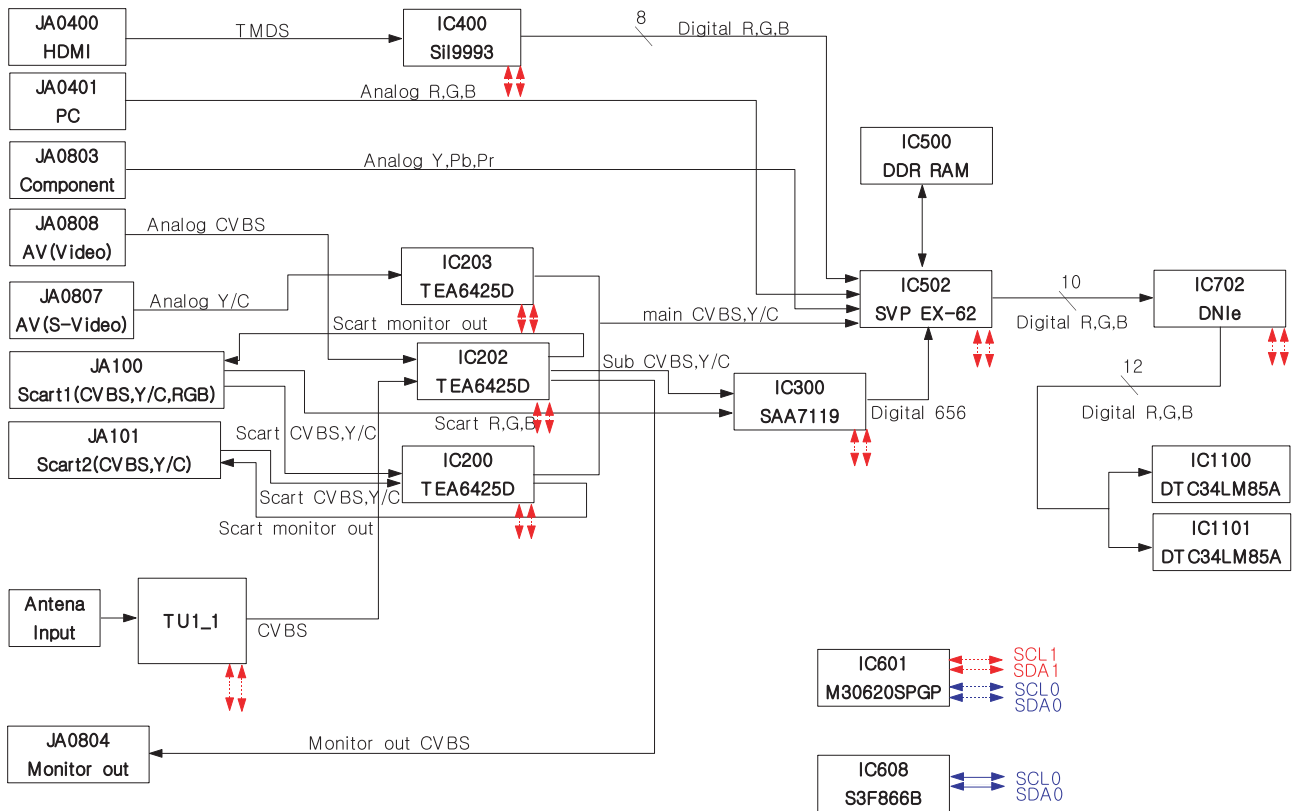 JA0400
HDMI
TMDS
IC400
SiI9993
8
Digital R,G,B
JA0401
PC
Analog R,G,B
JA0803
Component
Analog Y,Pb,Pr
IC500
DDR RAM
JA0808
AV(Video)
Analog CVBS
IC203
TEA6425D
JA0807
AV(S-Video)
Analog Y/C
Scart monitor out
main CVBS,Y/C
IC502
SVP EX-62
10
Digital R,G,B
IC702
DNIe
JA100
Scart1(CVBS,Y/C,RGB)
IC202
TEA6425D
Sub CVBS,Y/C
IC300
SAA7119
Digital 656
12
Digital R,G,B
Scart R,G,B
JA101
Scart2(CVBS,Y/C)
Scart CVBS,Y/C
IC200
TEA6425D
Scart CVBS,Y/C
Scart monitor out
IC1100
DTC34LM85A
IC1101
DTC34LM85A
Antena
Input
TU1_1
CVBS
IC601
M30620SPGP
SCL1
SDA1
SCL0
SDA0
JA0804
Monitor out
Monitor out CVBS
IC608
S3F866B
SCL0
SDA0